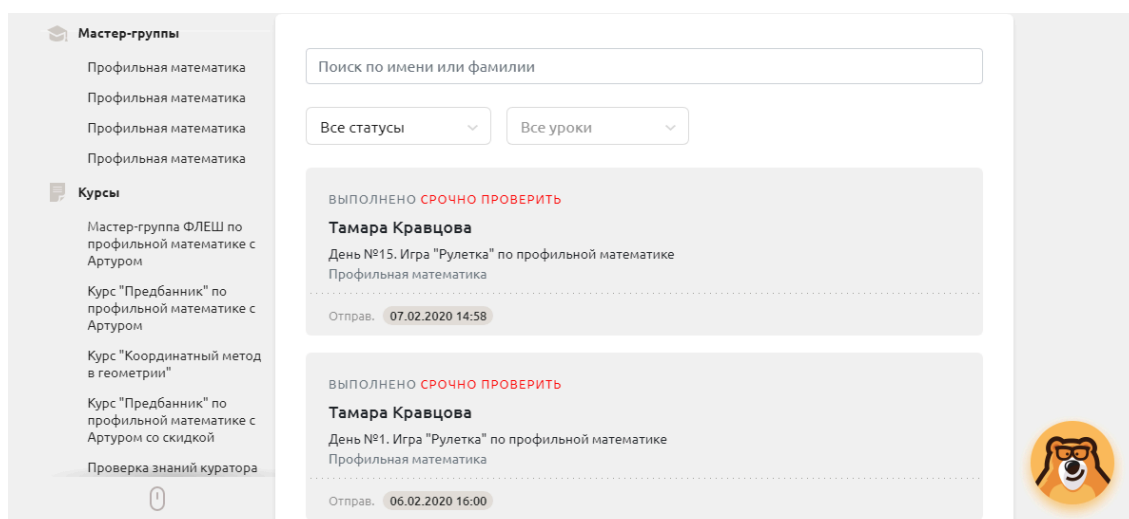 Мастер-группы
Профильная математика
Профильная математика
Профильная математика
Профильная математика
Курсы
Мастер-группа ФЛЕШ по
профильной математике с
Артуром
Курс "Предбанник" по
профильной математике с
Артуром
Курс "Координатный метод
в геометрии"
Курс "Предбанник" по
профильной математике с
Артуром со скидкой
Проверка знаний куратора
Поиск по имени или фамилии
Все статусы
Все уроки
ВЫПОЛНЕНО СРОЧНО ПРОВЕРИТЬ
Тамара Кравцова
День №15. Игра "Рулетка" по профильной математике
Профильная математика
Отправ. 07.02.2020 14:58
ВЫПОЛНЕНО СРОЧНО ПРОВЕРИТЬ
Тамара Кравцова
День №1. Игра "Рулетка" по профильной математике
Профильная математика
Отправ. 06.02.2020 16:00